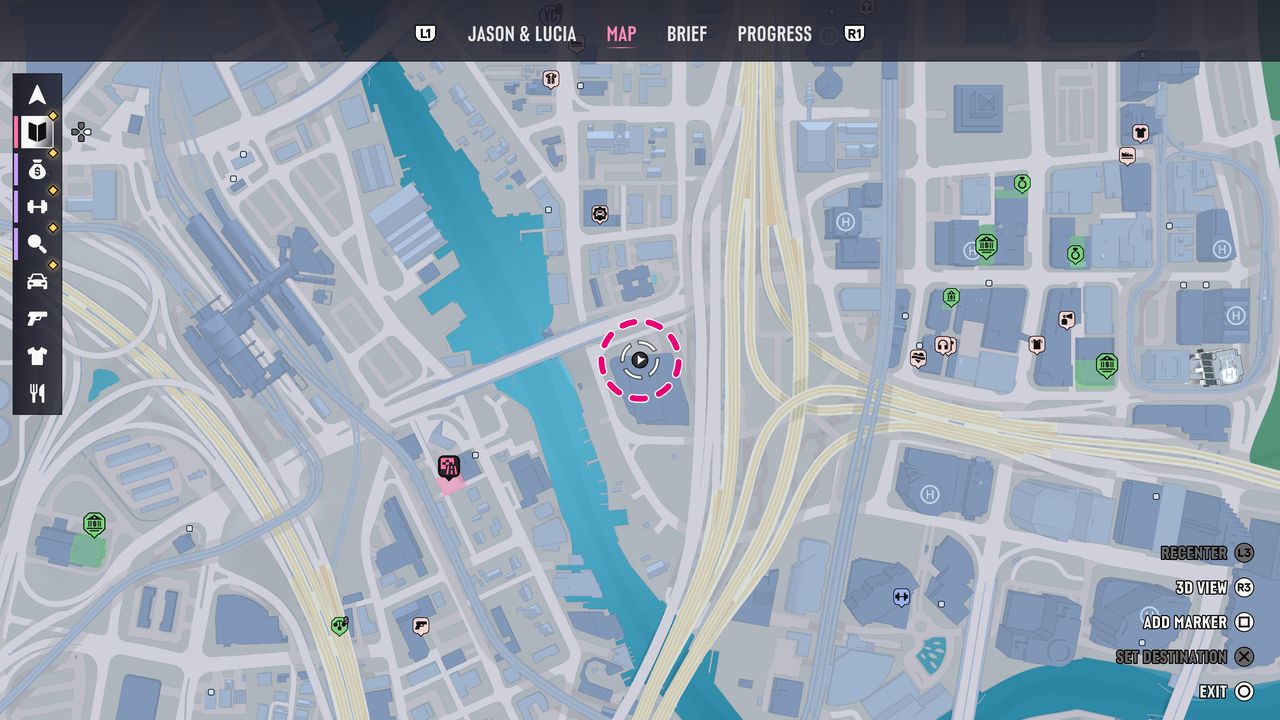 L1 JASON & LUCIA MAP BRIEF PROGRESS R1
RECENTER L3
3D VIEW R3
ADD MARKER
SET DESTINATION
EXIT